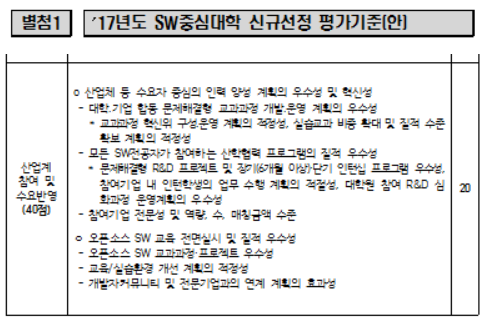 별첨1
´17년도 SW중심대학 신규선정 평가기준(안)
산업계
참여 및
수요반영
(40점)
ㅇ 산업체 등 수요자 중심의 인력 양성 계획의 우수성 및 혁신성
- 대학·기업 합동 문제해결형 교과과정 개발·운영 계획의 우수성
* 교과과정 혁신위 구성·운영 계획의 적정성, 실습교과 비중 확대 및 질적 수준
확보 계획의 적정성
- 모든 SW전공자가 참여하는 산학협력 프로그램의 질적 우수성
* 문제해결형 R&D 프로젝트 및 장기(6개월 이상)·단기 인턴십 프로그램 우수성,
참여기업 내 인턴학생의 업무 수행 계획의 적정성, 대학원 참여 R&D 심
화과정 운영계획의 우수성
- 참여기업 전문성 및 역량, 수, 매칭금액 수준
ㅇ 오픈소스 SW 교육 전면실시 및 질적 우수성
- 오픈소스 SW 교과과정·프로젝트 우수성
- 교육/실습환경 개선 계획의 적정성
- 개발자커뮤니티 및 전문기업과의 연계 계획의 효과성
20